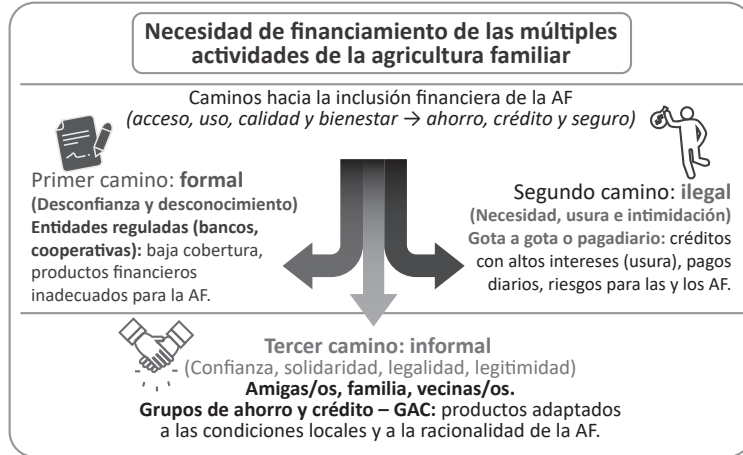 Necesidad de financiamiento de las múltiples
actividades de la agricultura familiar
Caminos hacia la inclusión financiera de la AF
(acceso, uso, calidad y bienestar → ahorro, crédito y seguro)
Primer camino: formal
(Desconfianza y desconocimiento)
Entidades reguladas (bancos,
cooperativas): baja cobertura,
productos financieros
inadecuados para la AF.
Segundo camino: ilegal
(Necesidad, usura e intimidación)
Gota a gota o pagadiario: créditos
con altos intereses (usura), pagos
diarios, riesgos para las y los AF.
Tercer camino: informal
(Confianza, solidaridad, legalidad, legitimidad)
Amigas/os, familia, vecinas/os.
Grupos de ahorro y crédito – GAC: productos adaptados
a las condiciones locales y a la racionalidad de la AF.